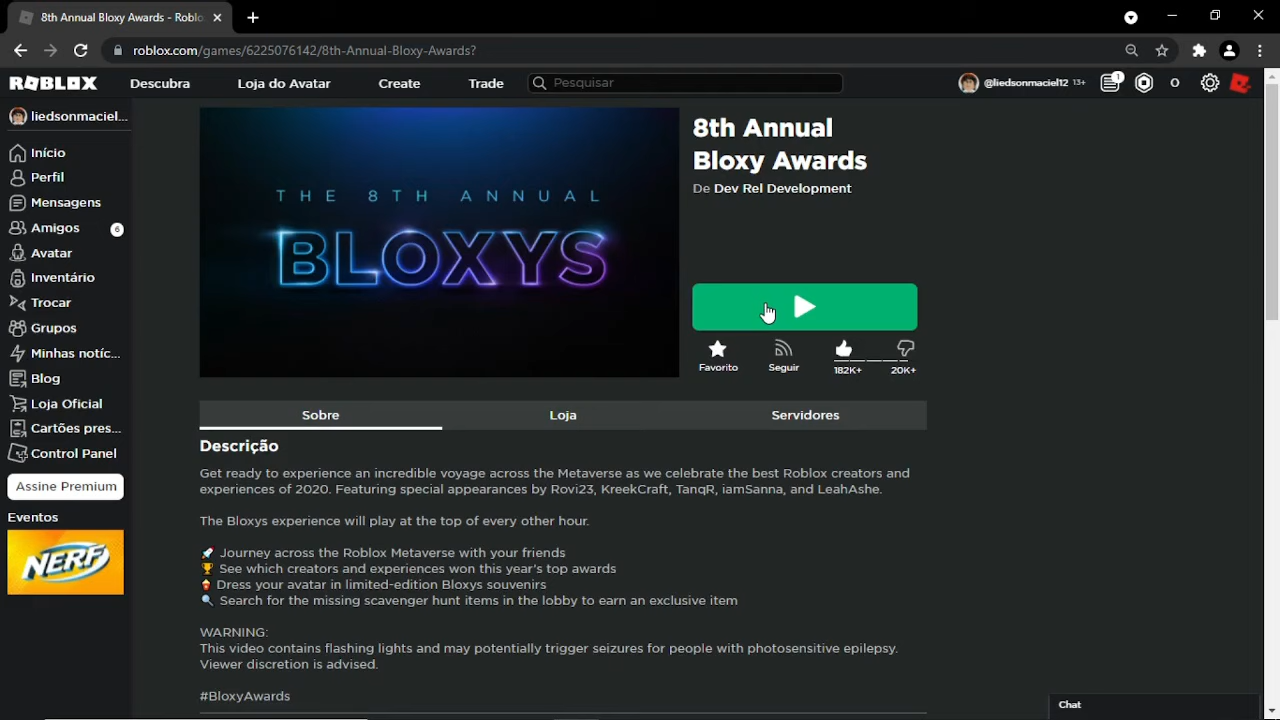 8th Annual Bloxy Awards - Roblo
roblox.com/games/6225076142/8th-Annual-Bloxy-Awards?
ROBLOX
Descubra
Loja do Avatar
Create
Trade
Pesquisar
@liedsonmaciel12 13+
1
0
liedsonmaciel...
Início
Perfil
Mensagens
Amigos
6
Avatar
Inventário
Trocar
Grupos
Minhas notíc...
Blog
Loja Oficial
Cartões pres...
Control Panel
Assine Premium
Eventos
NERF
THE 8TH ANNUAL
BLOXYS
8th Annual
Bloxy Awards
De Dev Rel Development
Favorito
Seguir
182K+
20K+
Sobre
Loja
Servidores
Descrição
Get ready to experience an incredible voyage across the Metaverse as we celebrate the best Roblox creators and
experiences of 2020. Featuring special appearances by Rovi23, KreekCraft, TanqR, iamSanna, and LeahAshe.
The Bloxys experience will play at the top of every other hour.
🚀 Journey across the Roblox Metaverse with your friends
🏆 See which creators and experiences won this year's top awards
🍿 Dress your avatar in limited-edition Bloxys souvenirs
🔍 Search for the missing scavenger hunt items in the lobby to earn an exclusive item
WARNING:
This video contains flashing lights and may potentially trigger seizures for people with photosensitive epilepsy.
Viewer discretion is advised.
#BloxyAwards
Chat